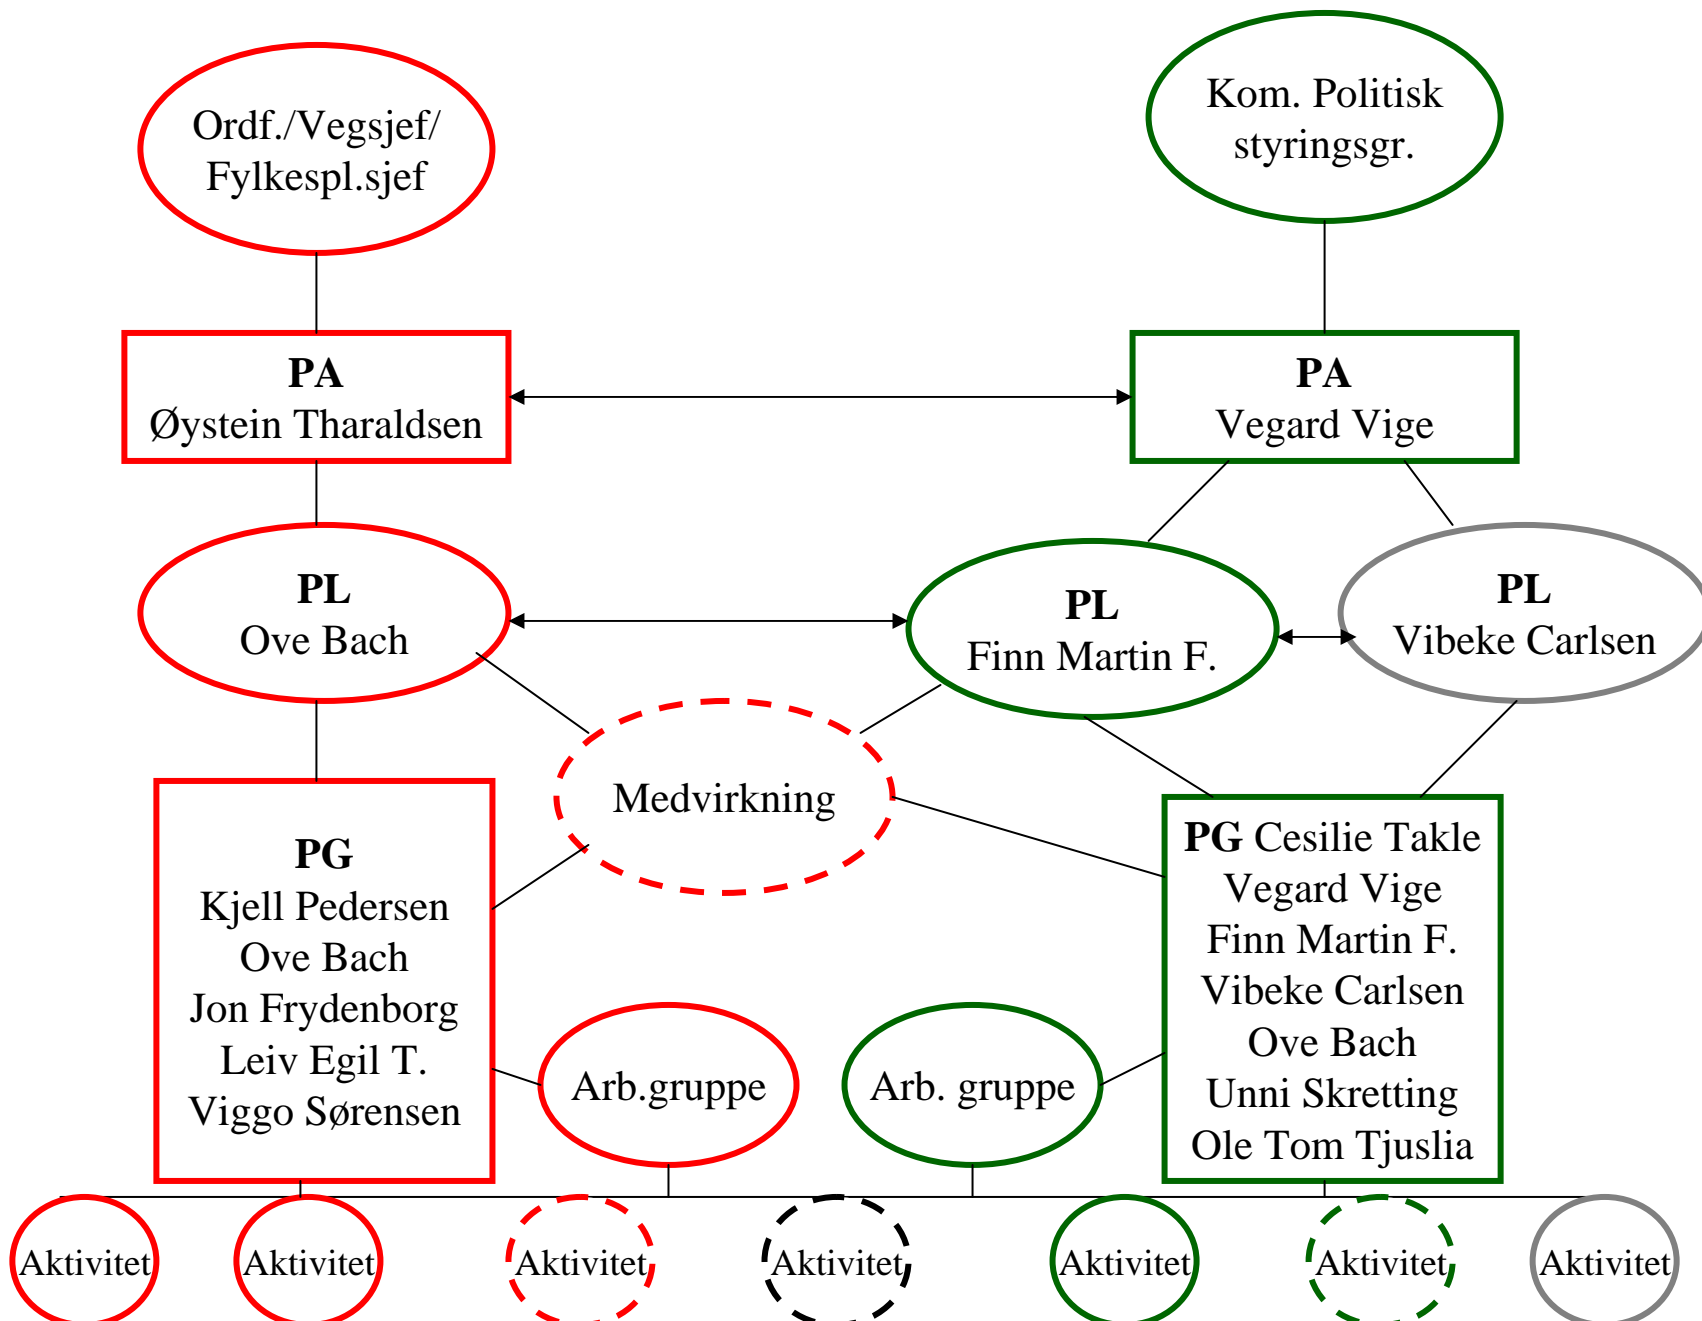 Ordf./Vegsjef/
Fylkespl.sjef
Kom. Politisk
styringsgr.
PA
Øystein Tharaldsen
PA
Vegard Vige
PL
Ove Bach
PL
Finn Martin F.
PL
Vibeke Carlsen
Medvirkning
PG
Kjell Pedersen
Ove Bach
Jon Frydenborg
Leiv Egil T.
Viggo Sørensen
PG Cesilie Takle
Vegard Vige
Finn Martin F.
Vibeke Carlsen
Ove Bach
Unni Skretting
Ole Tom Tjuslia
Arb.gruppe
Arb. gruppe
Aktivitet
Aktivitet
Aktivitet
Aktivitet
Aktivitet
Aktivitet
Aktivitet